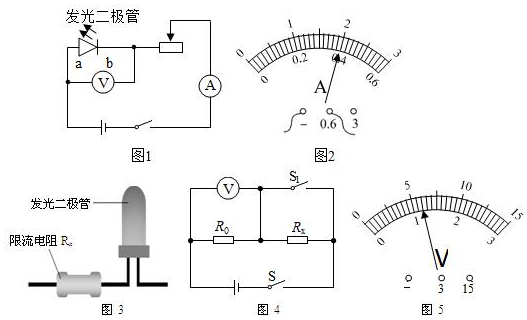 发光二极管
a b
V
A
图1
0 1 2 3
0 0.2 0.4 0.6
A
- 0.6 3
图2
发光二极管
限流电阻 Rx
图 3
V
S1
R0
Rx
S
图 4
0 5 10 15
0 1 2 3
V
- 3 15
图 5